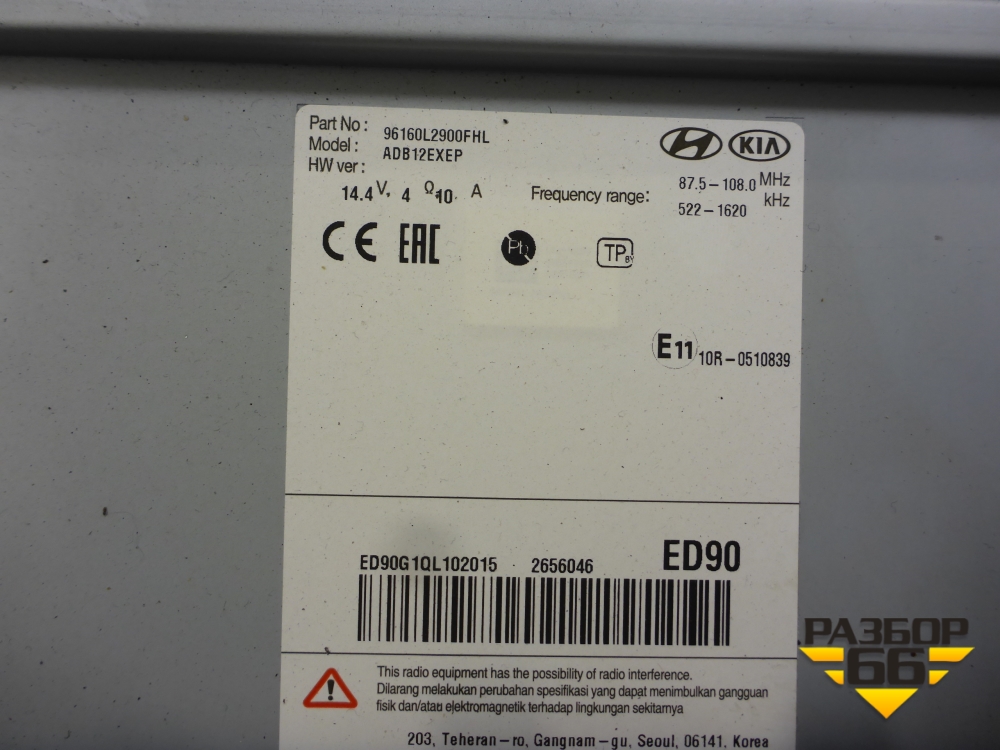 Part No : 96160L2900FHL
Model : ADB12EXEP
HW ver :
KIA
14.4 V, 4 Ω 10 A
Frequency range: 87.5-108.0 MHz
522-1620 kHz
CE EAC Pb TP BY
E11 10R-0510839
ED90G1QL102015 2656046 ED90
This radio equipment has the possibility of radio interference.
Dilarang melakukan perubahan spesifikasi yang dapat menimbulkan gangguan
fisik dan/atau elektromagnetik terhadap lingkungan sekitarnya
203, Teheran-ro, Gangnam-gu, Seoul, 06141. Korea
РАЗБОР
66